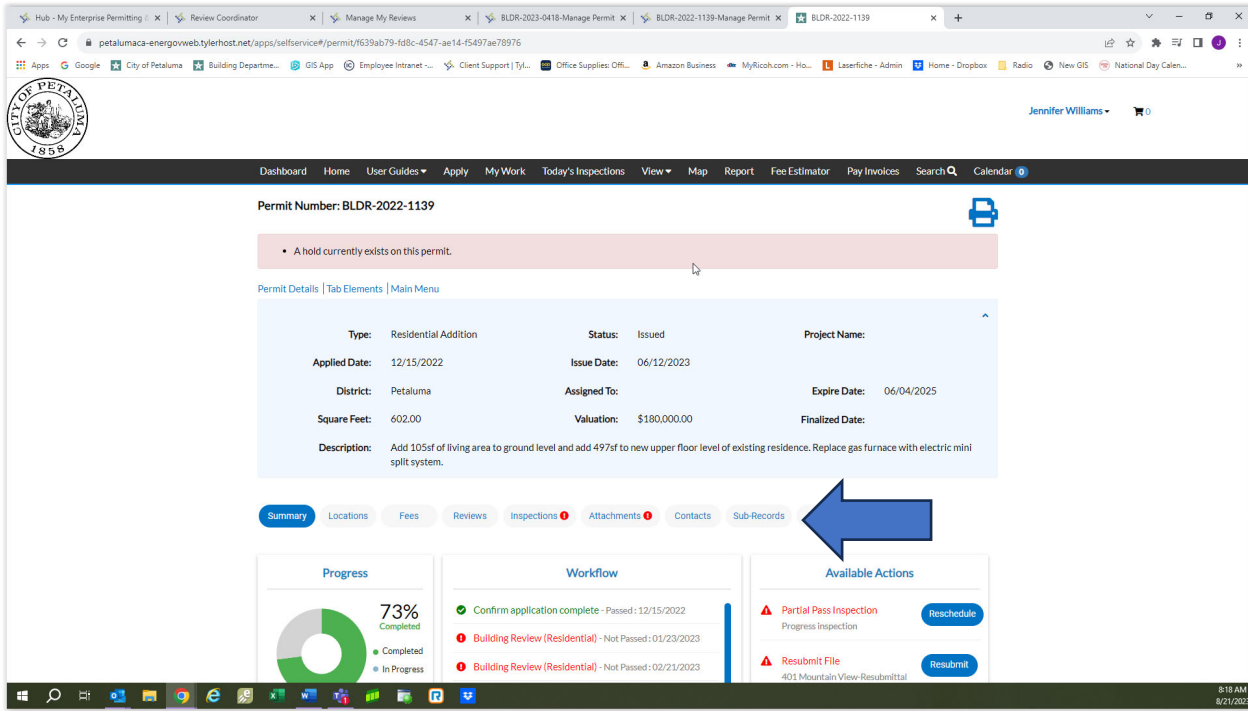 Hub - My Enterprise Permitting &
Review Coordinator
Manage My Reviews
BLDR-2023-0418-Manage Permit
BLDR-2022-1139-Manage Permit
BLDR-2022-1139
petalumaca-energovweb.tylerhost.net/apps/selfservice#/permit/f639ab79-fd8c-4547-ae14-f5497ae78976
Apps
Google
City of Petaluma
Building Departme...
GIS App
Employee Intranet -...
Client Support | Tyl...
Office Supplies: Offi...
Amazon Business
MyRicoh.com - Ho...
Laserfiche - Admin
Home - Dropbox
Radio
New GIS
National Day Calen...
CITY OF PETALUMA
1858
Jennifer Williams
0
Dashboard Home User Guides Apply My Work Today's Inspections View Map Report Fee Estimator Pay Invoices Search Calendar 0
Permit Number: BLDR-2022-1139
• A hold currently exists on this permit.
Permit Details | Tab Elements | Main Menu
Type: Residential Addition Status: Issued Project Name:
Applied Date: 12/15/2022 Issue Date: 06/12/2023
District: Petaluma Assigned To: Expire Date: 06/04/2025
Square Feet: 602.00 Valuation: $180,000.00 Finalized Date:
Description: Add 105sf of living area to ground level and add 497sf to new upper floor level of existing residence. Replace gas furnace with electric mini
split system.
Summary Locations Fees Reviews Inspections Attachments Contacts Sub-Records
Progress
73%
Completed
Completed
In Progress
Workflow
Confirm application complete - Passed : 12/15/2022
Building Review (Residential) - Not Passed : 01/23/2023
Building Review (Residential) - Not Passed : 02/21/2023
Available Actions
Partial Pass Inspection
Progress inspection
Reschedule
Resubmit File
401 Mountain View-Resubmittal
Resubmit
8:18 AM
8/21/2023